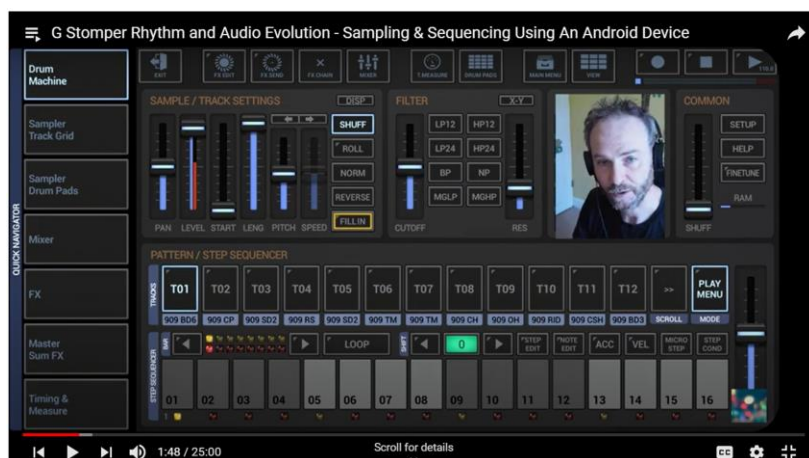 G Stomper Rhythm and Audio Evolution - Sampling & Sequencing Using An Android Device
QUICK NAVIGATOR
Drum
Machine
Sampler
Track Grid
Sampler
Drum Pads
Mixer
FX
Master
Sum FX
Timing &
Measure
EXIT FX EDIT FX SEND FX CHAIN MIXER T.MEASURE DRUM PADS MAIN MENU VIEW
SAMPLE / TRACK SETTINGS DISP
SHUFF
ROLL
NORM
REVERSE
FILL IN
PAN LEVEL START LENG PITCH SPEED
FILTER X-Y
LP12 HP12
LP24 HP24
BP NP
MGLP MGHP
CUTOFF RES
COMMON
SETUP
HELP
FINETUNE
RAM
SHUFF
PATTERN / STEP SEQUENCER
TRACKS
T01 T02 T03 T04 T05 T06 T07 T08 T09 T10 T11 T12 >> PLAY MENU
909 BD6 909 CP 909 SD2 909 RS 909 SD2 909 TM 909 TM 909 CH 909 OH 909 RID 909 CSH 909 BD3 SCROLL MODE
STEP SEQUENCER
BAR LOOP SHIFT 0 STEP EDIT NOTE EDIT ACC VEL MICRO STEP STEP COND
01 02 03 04 05 06 07 08 09 10 11 12 13 14 15 16
1
1:48 / 25:00
Scroll for details
CC